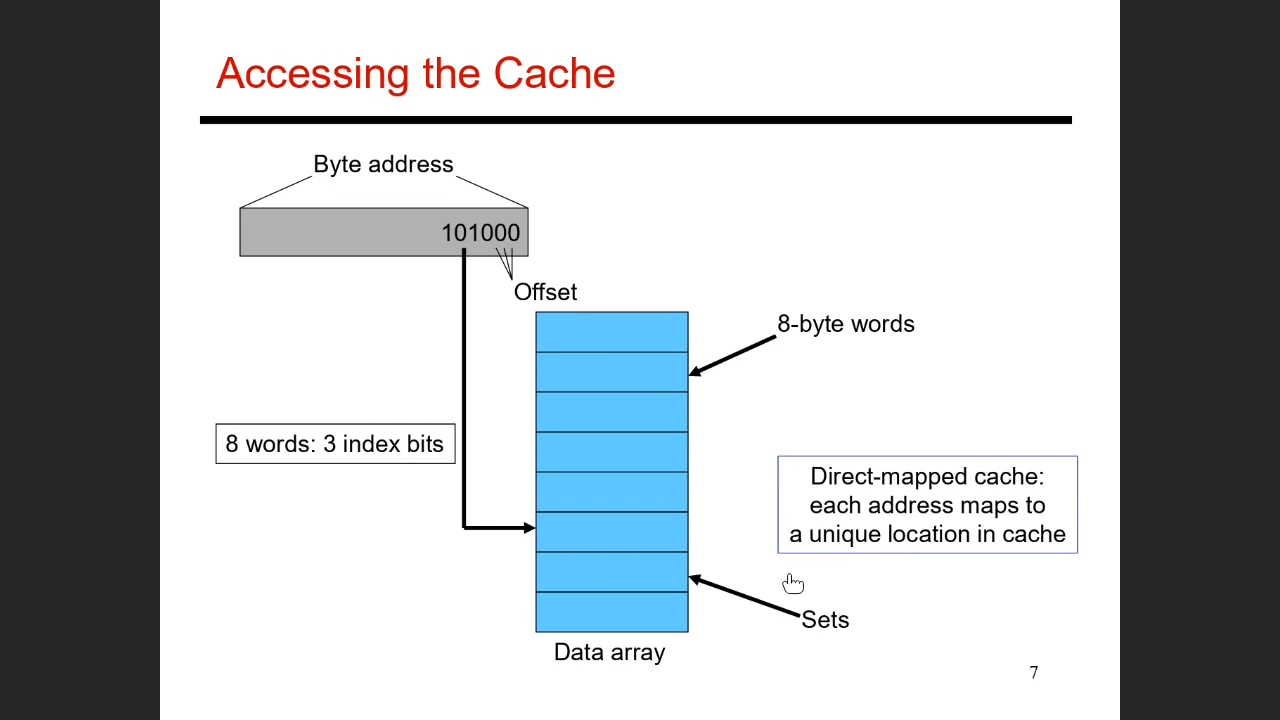 Accessing the Cache
Byte address
101000
Offset
8-byte words
8 words: 3 index bits
Direct-mapped cache:
each address maps to
a unique location in cache
Sets
Data array
7